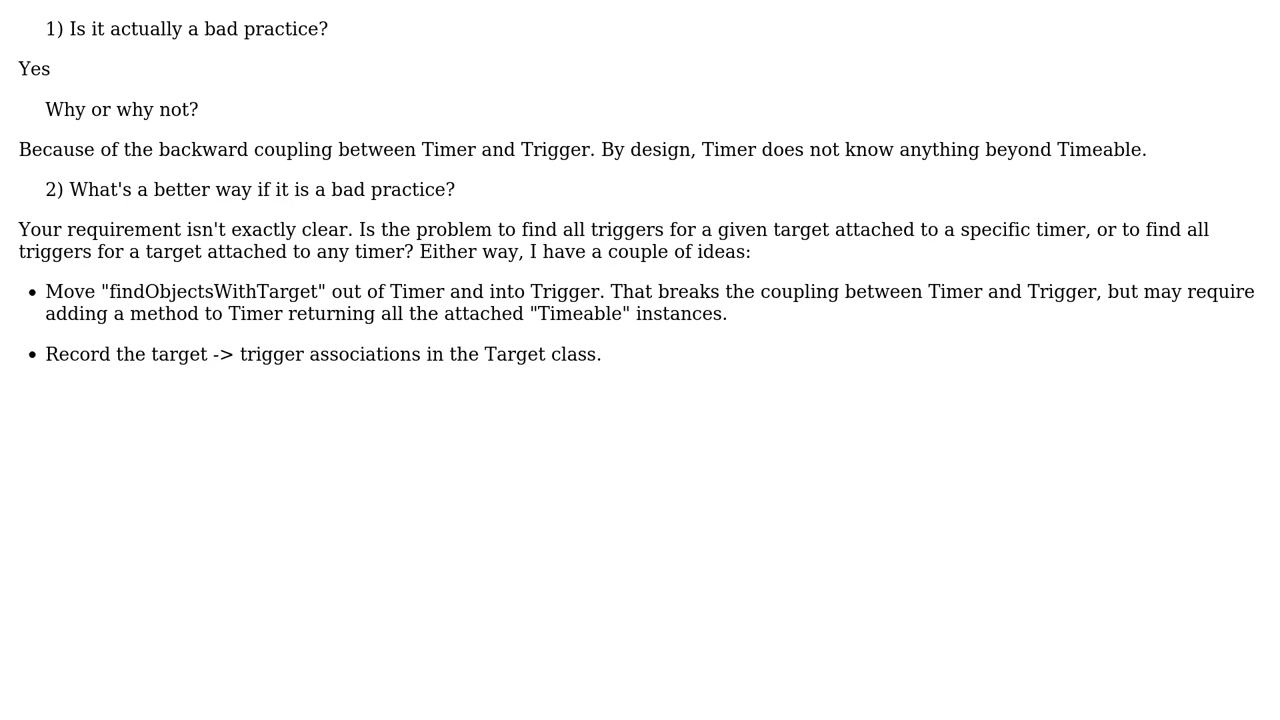 1) Is it actually a bad practice?
Yes
Why or why not?
Because of the backward coupling between Timer and Trigger. By design, Timer does not know anything beyond Timeable.
2) What's a better way if it is a bad practice?
Your requirement isn't exactly clear. Is the problem to find all triggers for a given target attached to a specific timer, or to find all
triggers for a target attached to any timer? Either way, I have a couple of ideas:
• Move "findObjectsWithTarget" out of Timer and into Trigger. That breaks the coupling between Timer and Trigger, but may require
adding a method to Timer returning all the attached "Timeable" instances.
• Record the target -> trigger associations in the Target class.